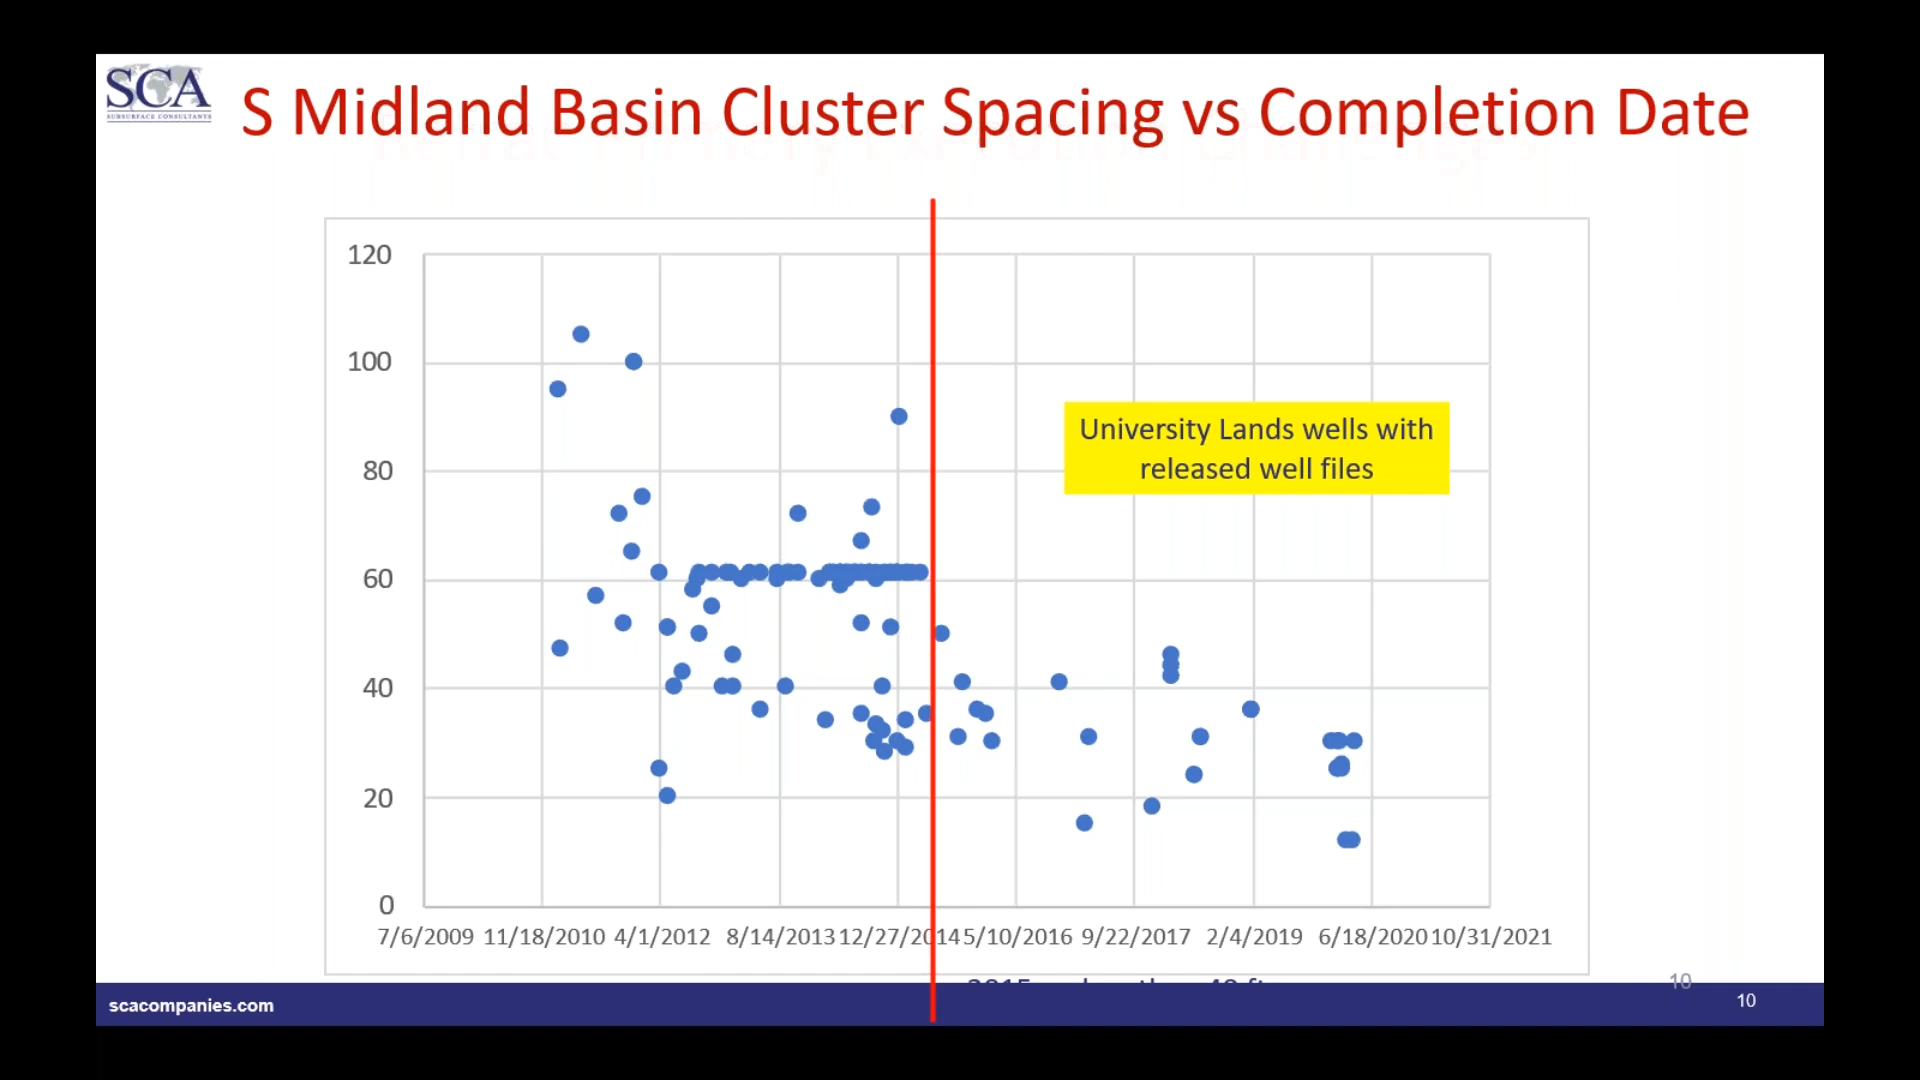 SCA
SUBSURFACE CONSULTANTS
S Midland Basin Cluster Spacing vs Completion Date
120
100
80
60
40
20
0
University Lands wells with
released well files
7/6/2009 11/18/2010 4/1/2012 8/14/2013 12/27/2014 5/10/2016 9/22/2017 2/4/2019 6/18/2020 10/31/2021
10
scacompanies.com
10